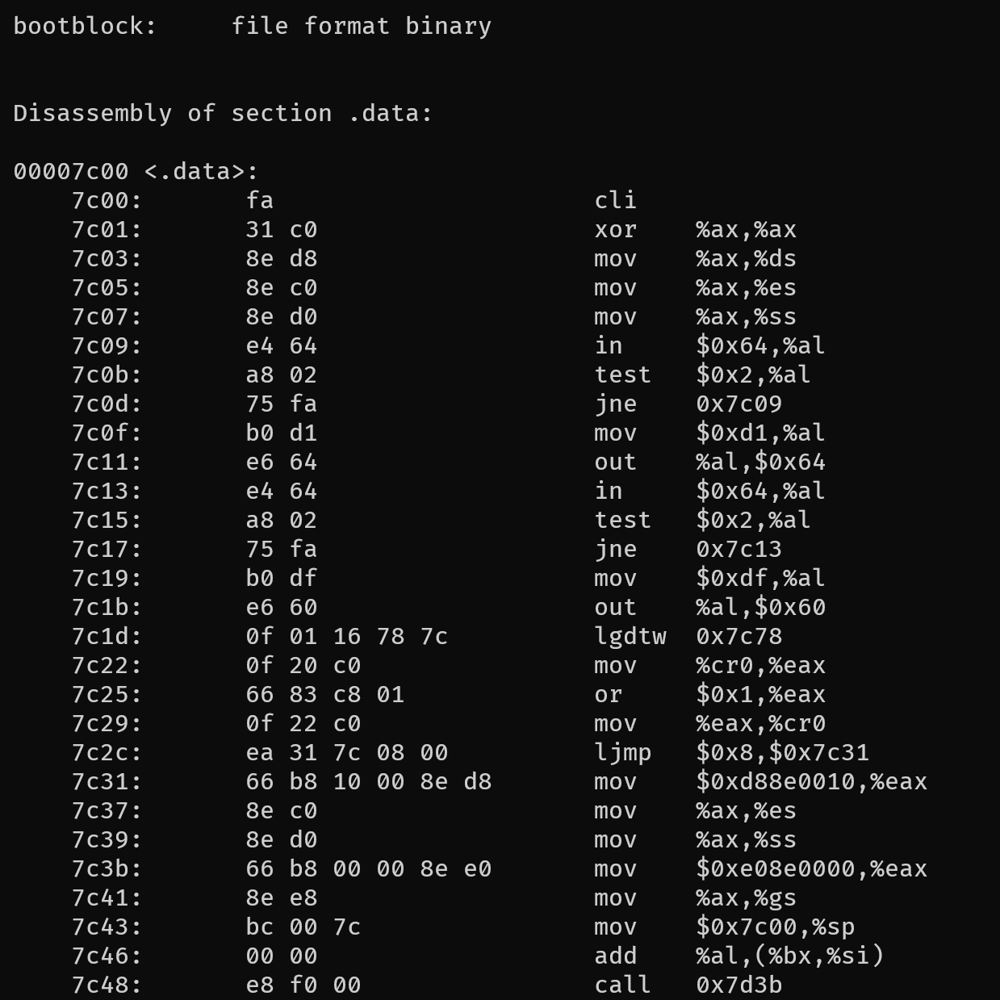 bootblock:     file format binary
Disassembly of section .data:
00007c00 <.data>:
    7c00:       fa                      cli
    7c01:       31 c0                   xor    %ax,%ax
    7c03:       8e d8                   mov    %ax,%ds
    7c05:       8e c0                   mov    %ax,%es
    7c07:       8e d0                   mov    %ax,%ss
    7c09:       e4 64                   in     $0x64,%al
    7c0b:       a8 02                   test   $0x2,%al
    7c0d:       75 fa                   jne    0x7c09
    7c0f:       b0 d1                   mov    $0xd1,%al
    7c11:       e6 64                   out    %al,$0x64
    7c13:       e4 64                   in     $0x64,%al
    7c15:       a8 02                   test   $0x2,%al
    7c17:       75 fa                   jne    0x7c13
    7c19:       b0 df                   mov    $0xdf,%al
    7c1b:       e6 60                   out    %al,$0x60
    7c1d:       0f 01 16 78 7c          lgdtw  0x7c78
    7c22:       0f 20 c0                mov    %cr0,%eax
    7c25:       66 83 c8 01             or     $0x1,%eax
    7c29:       0f 22 c0                mov    %eax,%cr0
    7c2c:       ea 31 7c 08 00          ljmp   $0x8,$0x7c31
    7c31:       66 b8 10 00 8e d8       mov    $0xd88e0010,%eax
    7c37:       8e c0                   mov    %ax,%es
    7c39:       8e d0                   mov    %ax,%ss
    7c3b:       66 b8 00 00 8e e0       mov    $0xe08e0000,%eax
    7c41:       8e e8                   mov    %ax,%gs
    7c43:       bc 00 7c                mov    $0x7c00,%sp
    7c46:       00 00                   add    %al,(%bx,%si)
    7c48:       e8 f0 00                call   0x7d3b